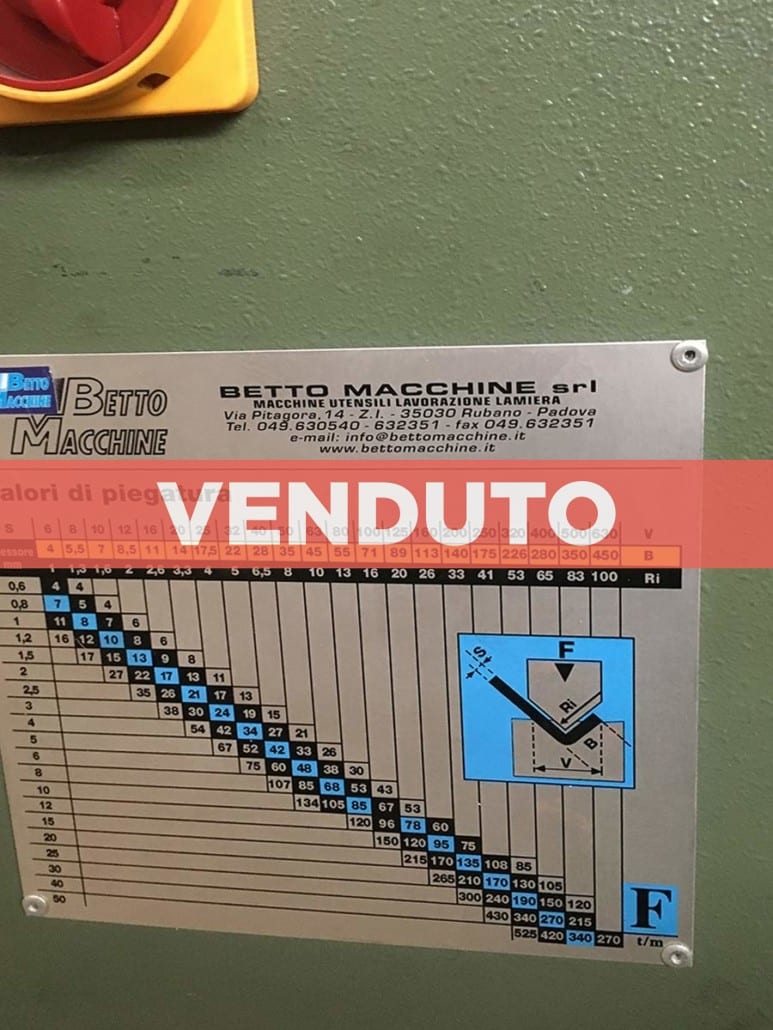 BETTO
MACCHINE
BETTO
MACCHINE
BETTO MACCHINE srl
MACCHINE UTENSILI LAVORAZIONE LAMIERA
Via Pitagora, 14 - Z.I. - 35030 Rubano - Padova
Tel. 049.630540 - 632351 - fax 049.632351
e-mail: info@bettomacchine.it
www.bettomacchine.it
alori di piegatura
VENDUTO
S 6 8 10 12 16 20 25 32 40 50 63 80 100 125 160 200 250 320 400 500 630 V
essore 4 5,5 7 8,5 11 14 17,5 22 28 35 45 55 71 89 113 140 175 226 280 350 450 B
mm 1 1,3 1,6 2 2,6 3,3 4 5 6,5 8 10 13 16 20 26 33 41 53 65 83 100 Ri
0,6 4 4
0,8 7 5 4
1 11 8 7 6
1,2 16 12 10 8 6
1,5 17 15 13 9 8
2 27 22 17 13 11
2,5 35 26 21 17 13
3 38 30 24 19 15
4 54 42 34 27 21
5 67 52 42 33 26
6 75 60 48 38 30
8 107 85 68 53 43
10 134 105 85 67 53
12 120 96 78 60
15 150 120 95 75
20 215 170 135 108 85
25 265 210 170 130 105
30 300 240 190 150 120
40 430 340 270 215
50 525 420 340 270
F
S
Ri
B
V
F
t/m